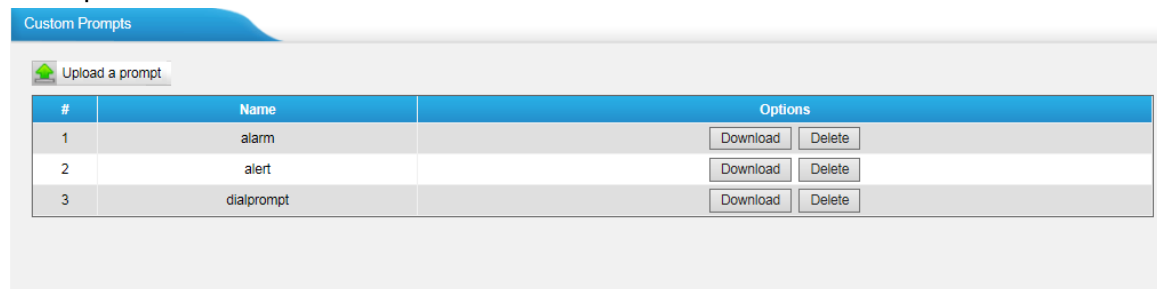 Custom Prompts
Upload a prompt
# Name Options
1 alarm Download Delete
2 alert Download Delete
3 dialprompt Download Delete